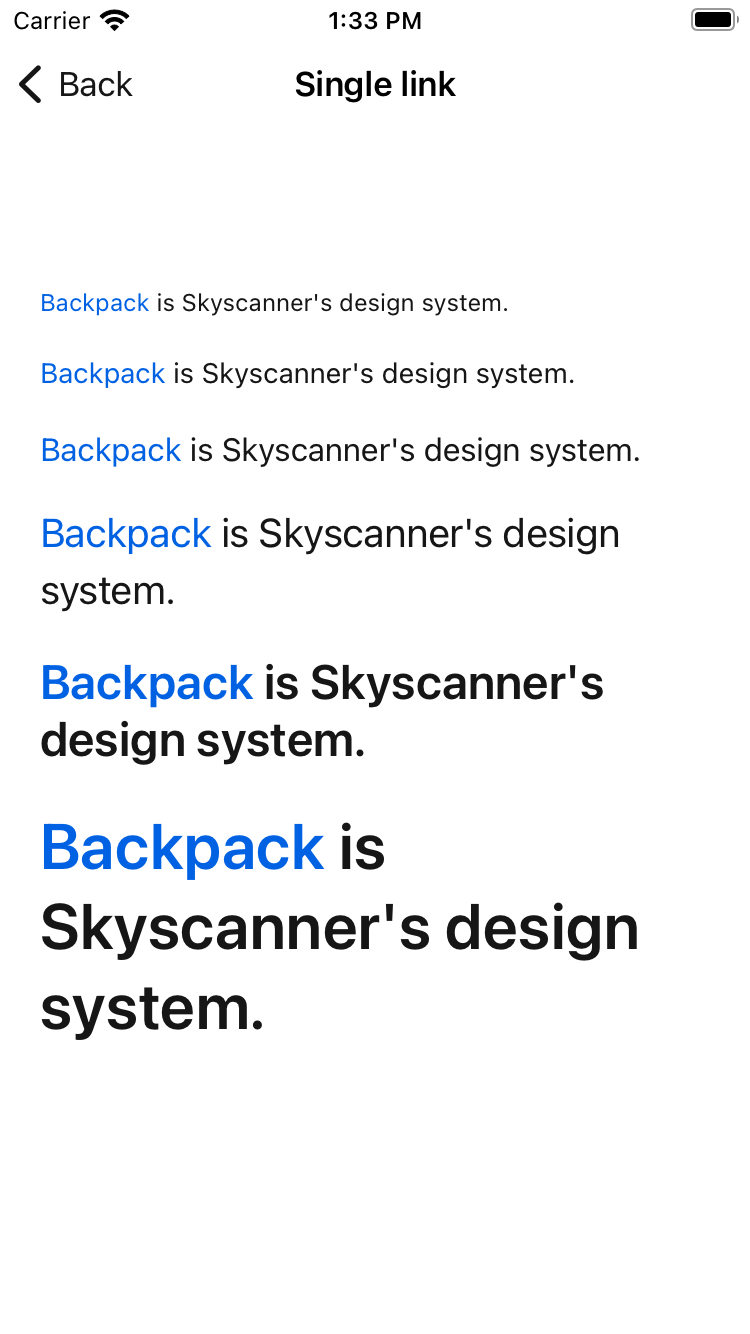 Carrier 1:33 PM
Back Single link
Backpack is Skyscanner's design system.
Backpack is Skyscanner's design system.
Backpack is Skyscanner's design system.
Backpack is Skyscanner's design
system.
Backpack is Skyscanner's
design system.
Backpack is
Skyscanner's design
system.